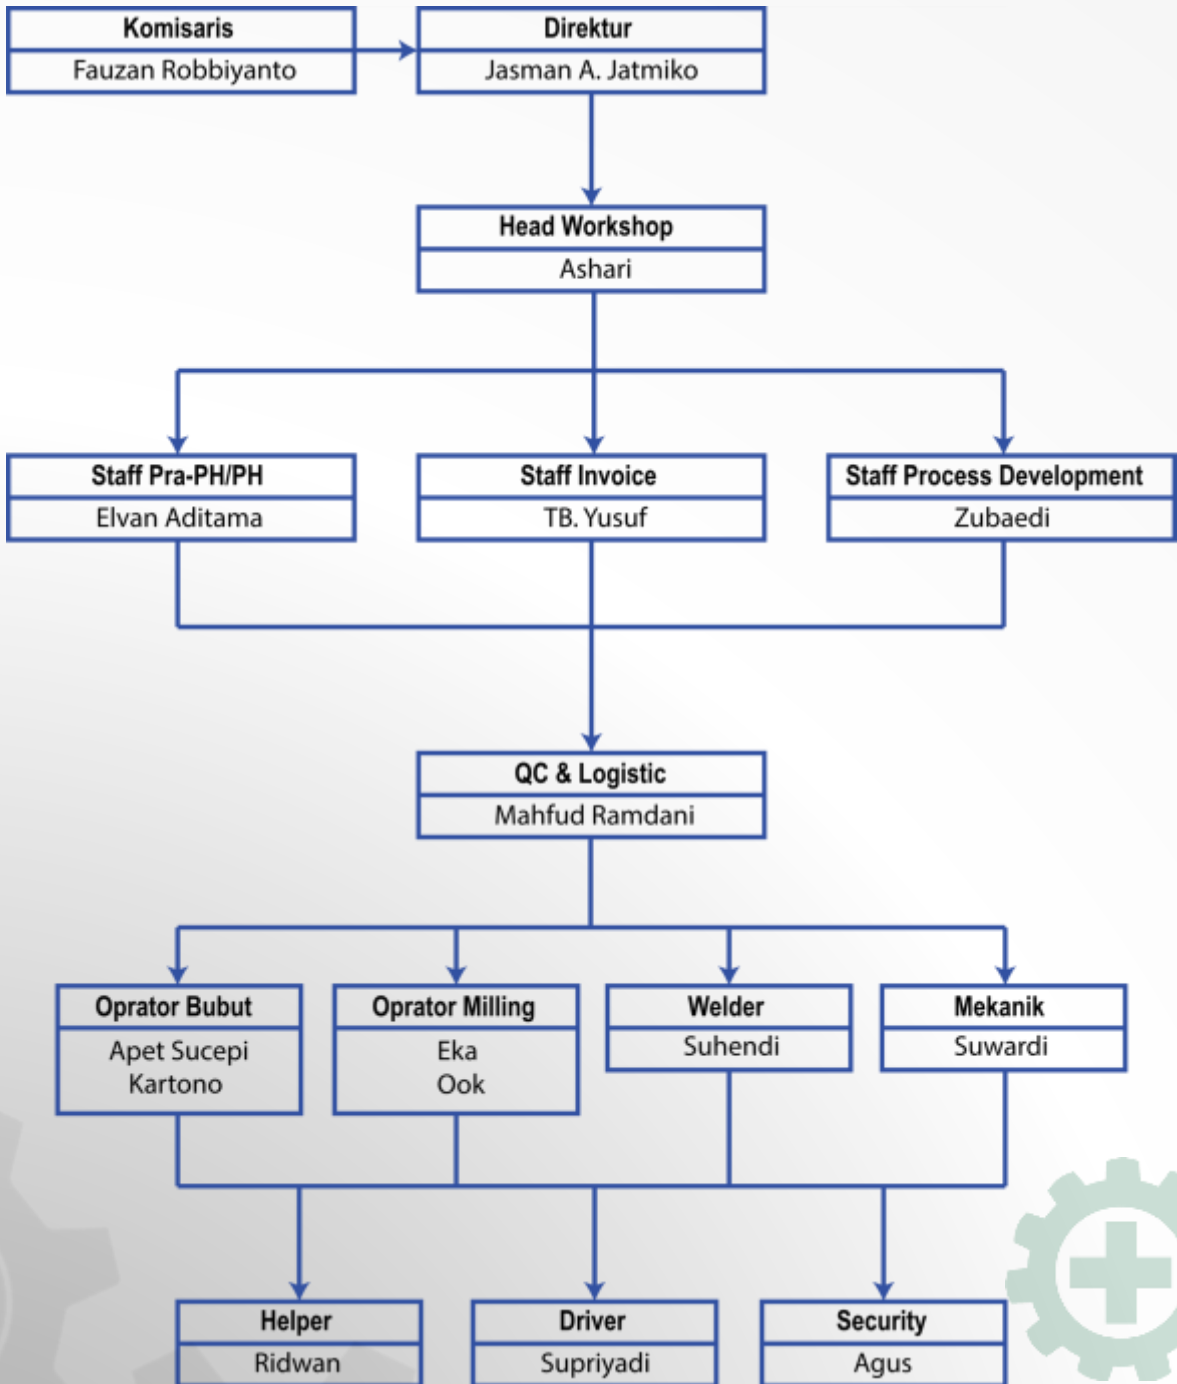 Komisaris
Fauzan Robbiyanto
Direktur
Jasman A. Jatmiko
Head Workshop
Ashari
Staff Pra-PH/PH
Elvan Aditama
Staff Invoice
TB. Yusuf
Staff Process Development
Zubaedi
QC & Logistic
Mahfud Ramdani
Oprator Bubut
Apet Sucepi
Kartono
Oprator Milling
Eka
Ook
Welder
Suhendi
Mekanik
Suwardi
Helper
Ridwan
Driver
Supriyadi
Security
Agus